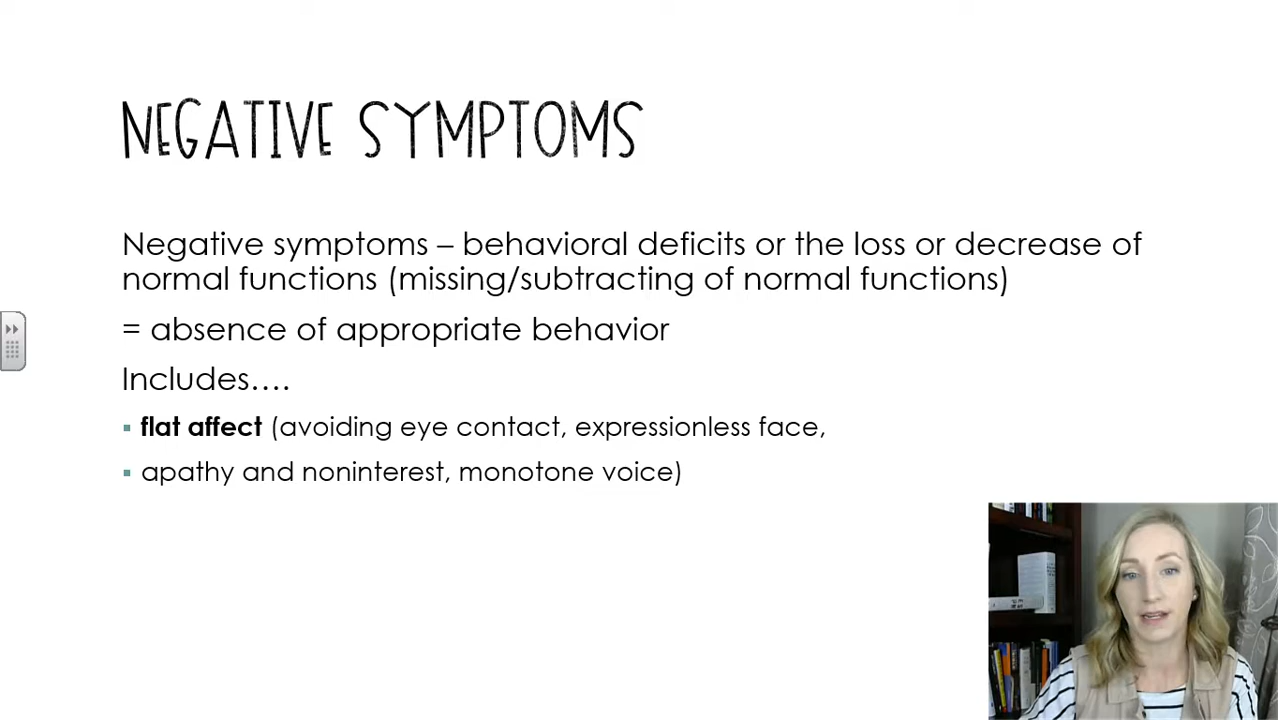 NEGATIVE SYMPTOMS
Negative symptoms – behavioral deficits or the loss or decrease of
normal functions (missing/subtracting of normal functions)
= absence of appropriate behavior
Includes….
▪ flat affect (avoiding eye contact, expressionless face,
▪ apathy and noninterest, monotone voice)